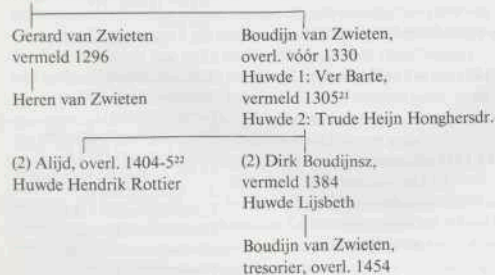 Gerard van Zwieten
vermeld 1296
Heren van Zwieten
Boudijn van Zwieten,
overl. vóór 1330
Huwde 1: Ver Barte,
vermeld 1305²¹
Huwde 2: Trude Heijn Honghersdr.
(2) Alijd, overl. 1404-5²²
Huwde Hendrik Rottier
(2) Dirk Boudijnsz,
vermeld 1384
Huwde Lijsbeth
Boudijn van Zwieten,
tresorier, overl. 1454